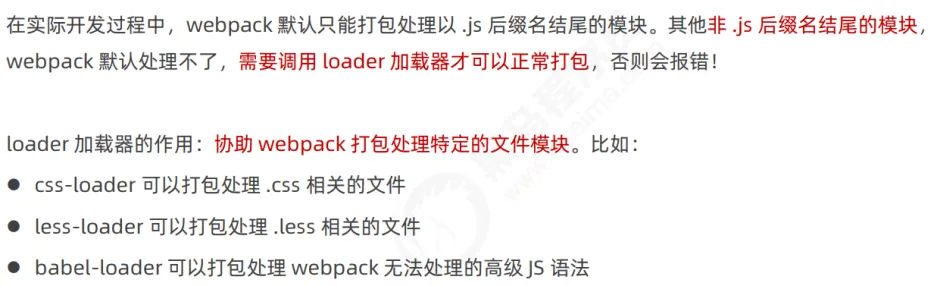 在实际开发过程中，webpack 默认只能打包处理以 .js 后缀名结尾的模块。其他非 .js 后缀名结尾的模块，
webpack 默认处理不了，需要调用 loader 加载器才可以正常打包，否则会报错！
loader 加载器的作用：协助 webpack 打包处理特定的文件模块。比如：
● css-loader 可以打包处理 .css 相关的文件
● less-loader 可以打包处理 .less 相关的文件
● babel-loader 可以打包处理 webpack 无法处理的高级 JS 语法